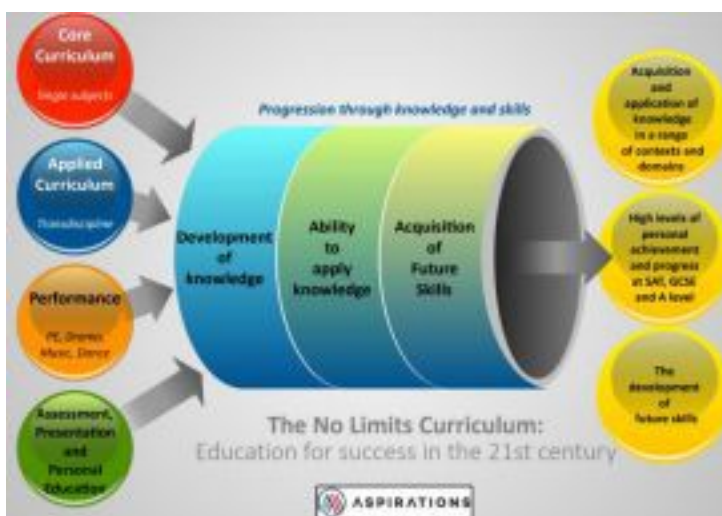 Core
Curriculum
Single subjects
Applied
Curriculum
Transdiscipline
Performance
PE, Drama,
Music, Dance
Assessment,
Presentation
and
Personal
Education
Progression through knowledge and skills
Development
of
knowledge
Ability
to
apply
knowledge
Acquisition
of
Future
Skills
Acquisition
and
application of
knowledge
in a range
of contexts and
domains
High levels of
personal
achievement
and progress
at SAT, GCSE
and A level
The
development
of
future skills
The No Limits Curriculum:
Education for success in the 21st century
ASPIRATIONS